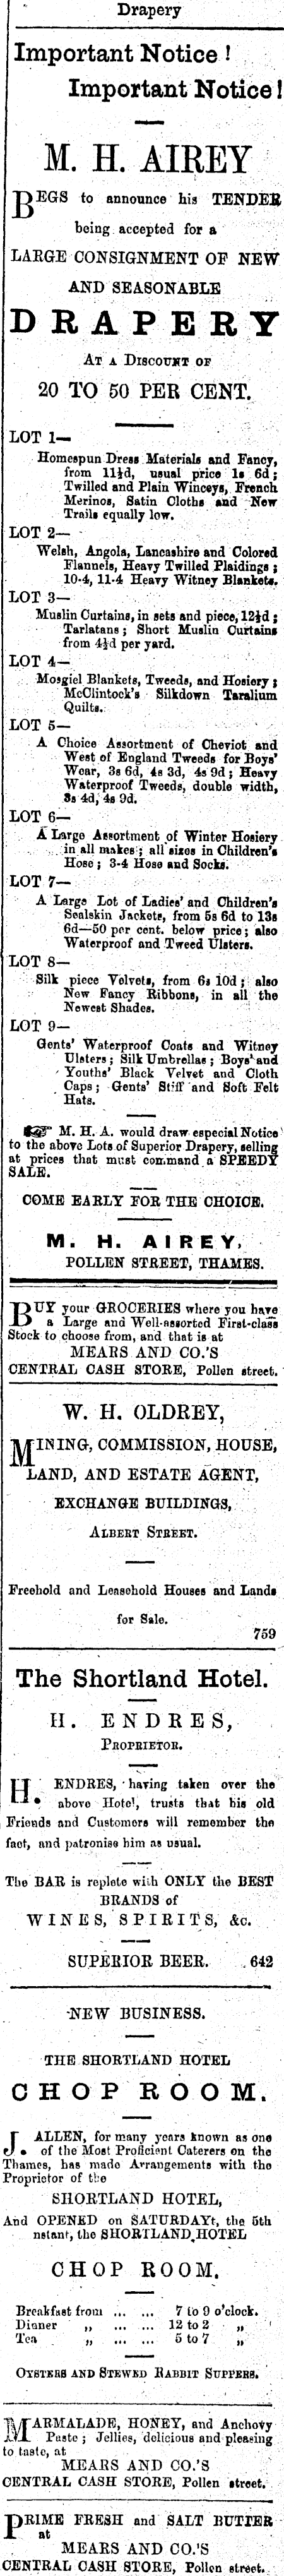 Drapery
Important Notice !
Important Notice !
M. H. AIREY
BEGS to announce his TENDER
being accepted for a
LARGE CONSIGNMENT OF NEW
AND SEASONABLE
DRAPERY
AT A DISCOUNT OF
20 TO 50 PER CENT.
LOT 1—
Homespun Dress Materials and Fancy,
from 11½d, usual price 1s 6d ;
Twilled and Plain Winceys, French
Merinos, Satin Cloths and New
Trails equally low.
LOT 2—
Welsh, Angola, Lancashire and Colored
Flannels, Heavy Twilled Plaidings ;
10-4, 11-4 Heavy Witney Blankets.
LOT 3—
Muslin Curtains, in sets and piece, 12½d ;
Tarlatans ; Short Muslin Curtains
from 4½d per yard.
LOT 4—
Mosgiel Blankets, Tweeds, and Hosiery ;
McClintock's Silkdown Taralium
Quilts.
LOT 5—
A Choice Assortment of Cheviot and
West of England Tweeds for Boys'
Wear, 3s 6d, 4s 3d, 4s 9d ; Heavy
Waterproof Tweeds, double width,
3s 4d, 4s 9d.
LOT 6—
A Large Assortment of Winter Hosiery
in all makes ; all sizes in Children's
Hose ; 3-4 Hose and Socks.
LOT 7—
A Large Lot of Ladies' and Children's
Sealskin Jackets, from 5s 6d to 13s
6d—50 per cent. below price ; also
Waterproof and Tweed Ulsters.
LOT 8—
Silk piece Velvets, from 6s 10d ; also
New Fancy Ribbons, in all the
Newest Shades.
LOT 9—
Gents' Waterproof Coats and Witney
Ulsters ; Silk Umbrellas ; Boys' and
Youths' Black Velvet and Cloth
Caps ; Gents' Stiff and Soft Felt
Hats.
☞ M. H. A. would draw especial Notice
to the above Lots of Superior Drapery, selling
at prices that must command a SPEEDY
SALE.
COME EARLY FOR THE CHOICE.
M. H. AIREY,
POLLEN STREET, THAMES.
BUY your GROCERIES where you have
a Large and Well-assorted First-class
Stock to choose from, and that is at
MEARS AND CO.'S
CENTRAL CASH STORE, Pollen street.
W. H. OLDREY,
MINING, COMMISSION, HOUSE,
LAND, AND ESTATE AGENT,
EXCHANGE BUILDINGS,
ALBERT STREET.
Freehold and Leasehold Houses and Lands
for Sale.
759
The Shortland Hotel.
H. ENDRES,
PROPRIETOR.
H. ENDRES, having taken over the
above Hotel, trusts that his old
Friends and Customers will remember the
fact, and patronise him as usual.
The BAR is replete with ONLY the BEST
BRANDS of
WINES, SPIRITS, &c.
SUPERIOR BEER. 642
NEW BUSINESS.
THE SHORTLAND HOTEL
CHOP ROOM.
J. ALLEN, for many years known as one
of the Most Proficient Caterers on the
Thames, has made Arrangements with the
Proprietor of the
SHORTLAND HOTEL,
And OPENED on SATURDAYt, the 5th
nstant, the SHORTLAND HOTEL
CHOP ROOM.
Breakfast from ... ... 7 to 9 o'clock.
Dinner „ ... ... 12 to 2 „
Tea „ ... ... 5 to 7 „
OYSTERS AND STEWED RABBIT SUPPERS.
MARMALADE, HONEY, and Anchovy
Paste ; Jellies, delicious and pleasing
to taste, at
MEARS AND CO.'S
CENTRAL CASH STORE, Pollen street.
PRIME FRESH and SALT BUTTER
at
MEARS AND CO.'S
CENTRAL CASH STORE, Pollen street.